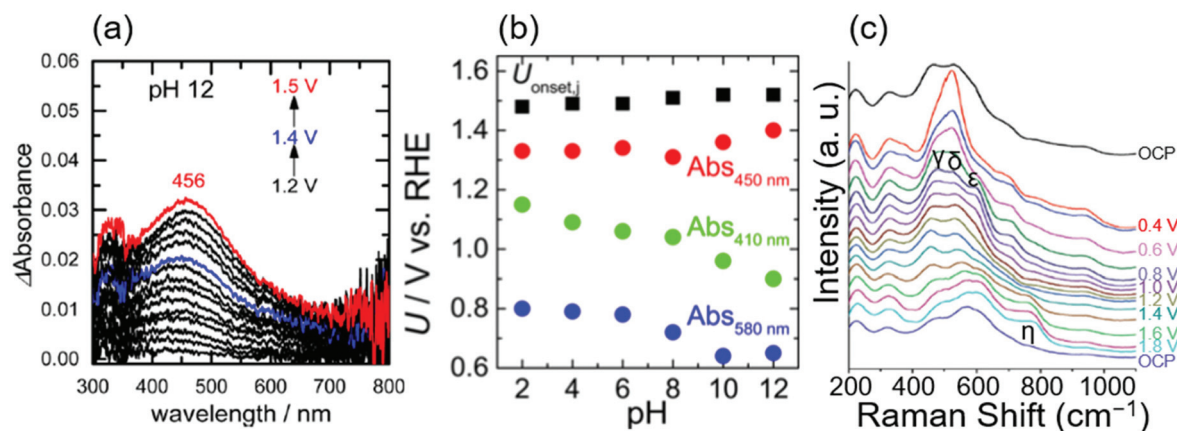 (a)
0.06
0.05
0.04
0.03
0.02
0.01
0.00
ΔAbsorbance
pH 12
1.5 V
1.4 V
1.2 V
456
300 400 500 600 700 800
wavelength / nm
(b)
1.6
1.4
1.2
1.0
0.8
0.6
U / V vs. RHE
Uonset,j
Abs450 nm
Abs410 nm
Abs580 nm
2 4 6 8 10 12
pH
(c)
Intensity (a. u.)
OCP
γ δ ε
0.4 V
0.6 V
0.8 V
1.0 V
1.2 V
1.4 V
1.6 V
1.8 V
OCP
η
200 400 600 800 1000
Raman Shift (cm⁻¹)